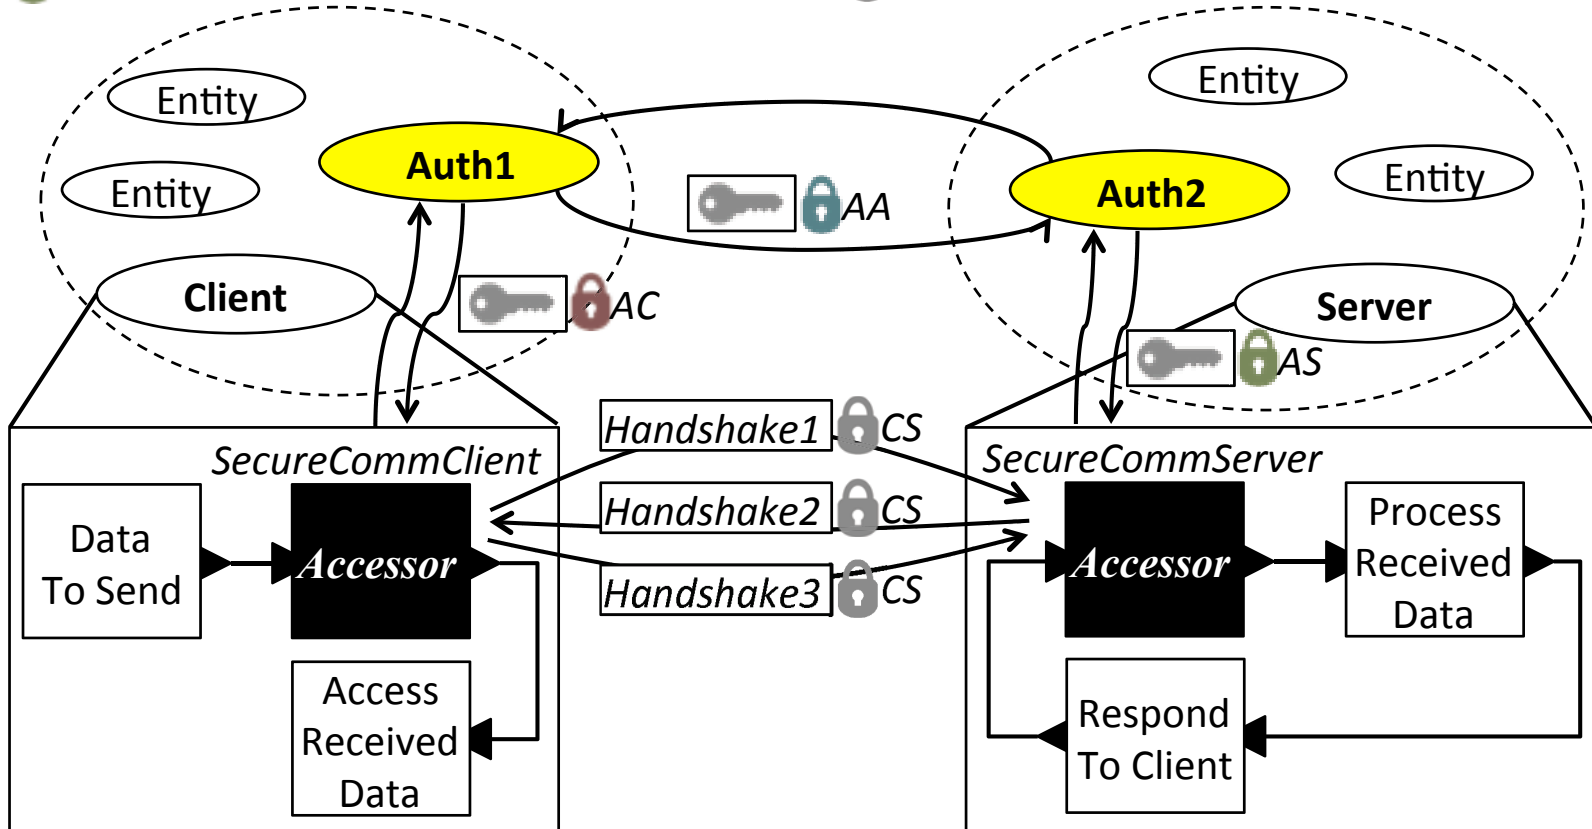 Entity
Entity
Auth1
Entity
Entity
Auth2
AA
Entity
Client
AC
Server
AS
SecureCommClient
Handshake1
CS
SecureCommServer
Data
To Send
Accessor
Handshake2
CS
Accessor
Process
Received
Data
Handshake3
CS
Access
Received
Data
Respond
To Client